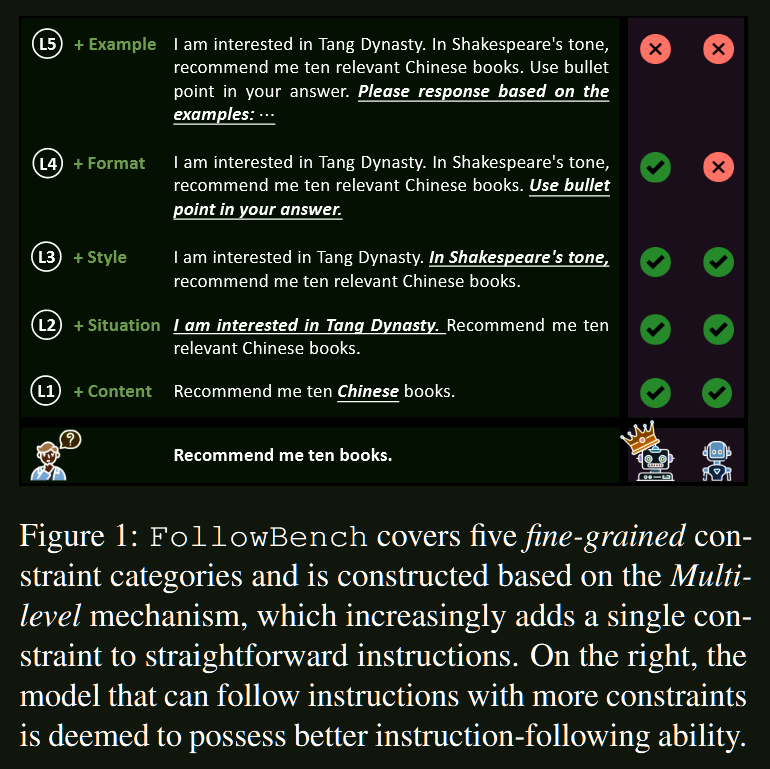 L5 + Example I am interested in Tang Dynasty. In Shakespeare's tone,
recommend me ten relevant Chinese books. Use bullet
point in your answer. Please response based on the
examples: ...
L4 + Format I am interested in Tang Dynasty. In Shakespeare's tone,
recommend me ten relevant Chinese books. Use bullet
point in your answer.
L3 + Style I am interested in Tang Dynasty. In Shakespeare's tone,
recommend me ten relevant Chinese books.
L2 + Situation I am interested in Tang Dynasty. Recommend me ten
relevant Chinese books.
L1 + Content Recommend me ten Chinese books.
? Recommend me ten books.
Figure 1: FollowBench covers five fine-grained con-
straint categories and is constructed based on the Multi-
level mechanism, which increasingly adds a single con-
straint to straightforward instructions. On the right, the
model that can follow instructions with more constraints
is deemed to possess better instruction-following ability.